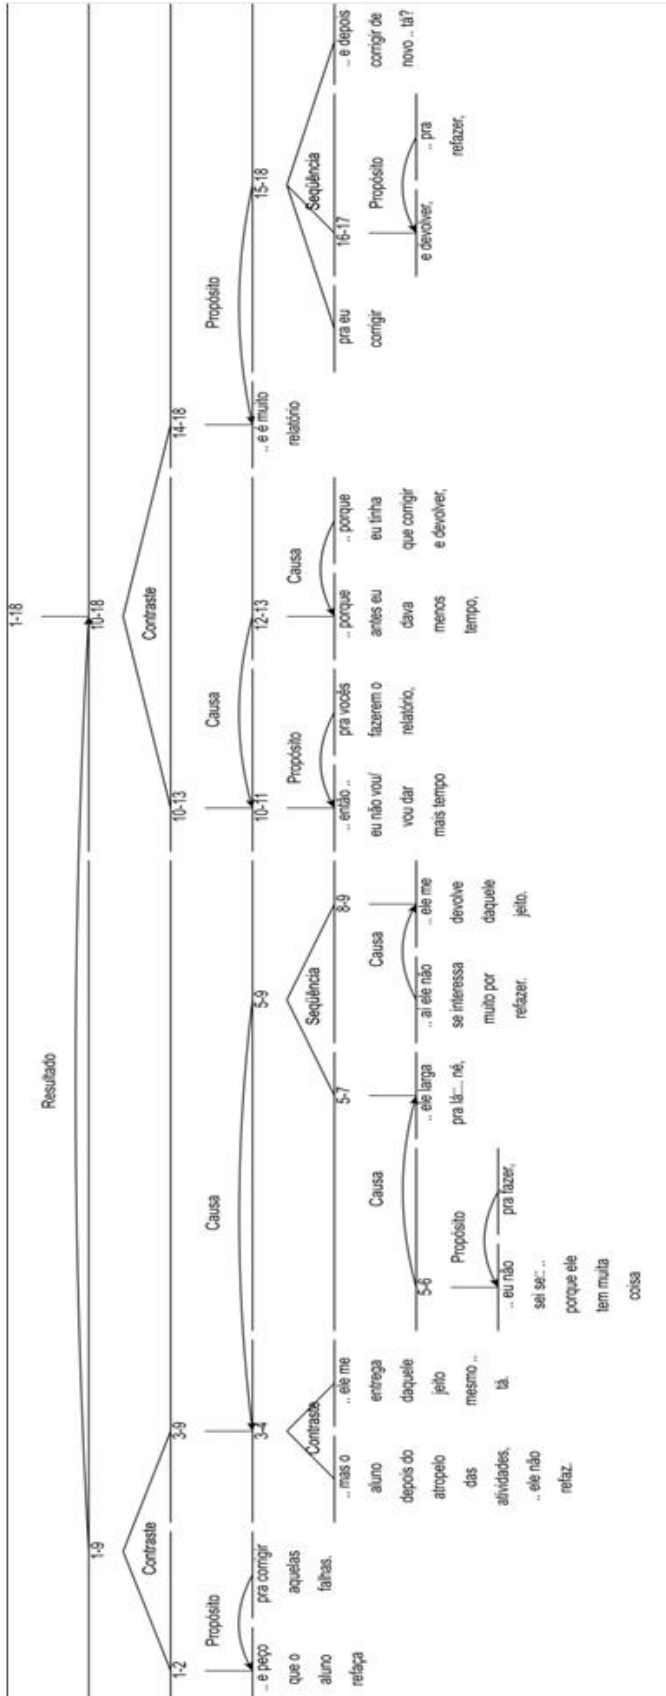 1-18
Resultado
1-9
10-18
Contraste
Contraste
1-2
3-9
10-13
14-18
Propósito
Causa
Causa
Propósito
.. e peço
que o
aluno
refaça
pra corrigir
aquelas
falhas.
3-4
5-9
10-11
12-13
.. e é muito
relatório
15-18
Contraste
Seqüência
Propósito
Causa
Seqüência
.. mas o
aluno
depois do
atropelo
das
atividades,
.. ele não
refaz.
.. ele me
entrega
daquele
jeito
mesmo ..
tá.
5-7
8-9
.. então ..
eu não vou/
vou dar
mais tempo
pra vocês
fazerem o
relatório,
.. porque
antes eu
dava
menos
tempo,
.. porque
eu tinha
que corrigir
e devolver,
pra eu
corrigir
16-17
.. e depois
corrigir de
novo .. tá?
Causa
Causa
Propósito
5-6
.. ele larga
pra lá::... né,
.. aí ele não
se interessa
muito por
refazer.
.. ele me
devolve
daquele
jeito.
e devolver,
.. pra
refazer,
Propósito
.. eu não
sei se:: ..
porque ele
tem muita
coisa
pra fazer,